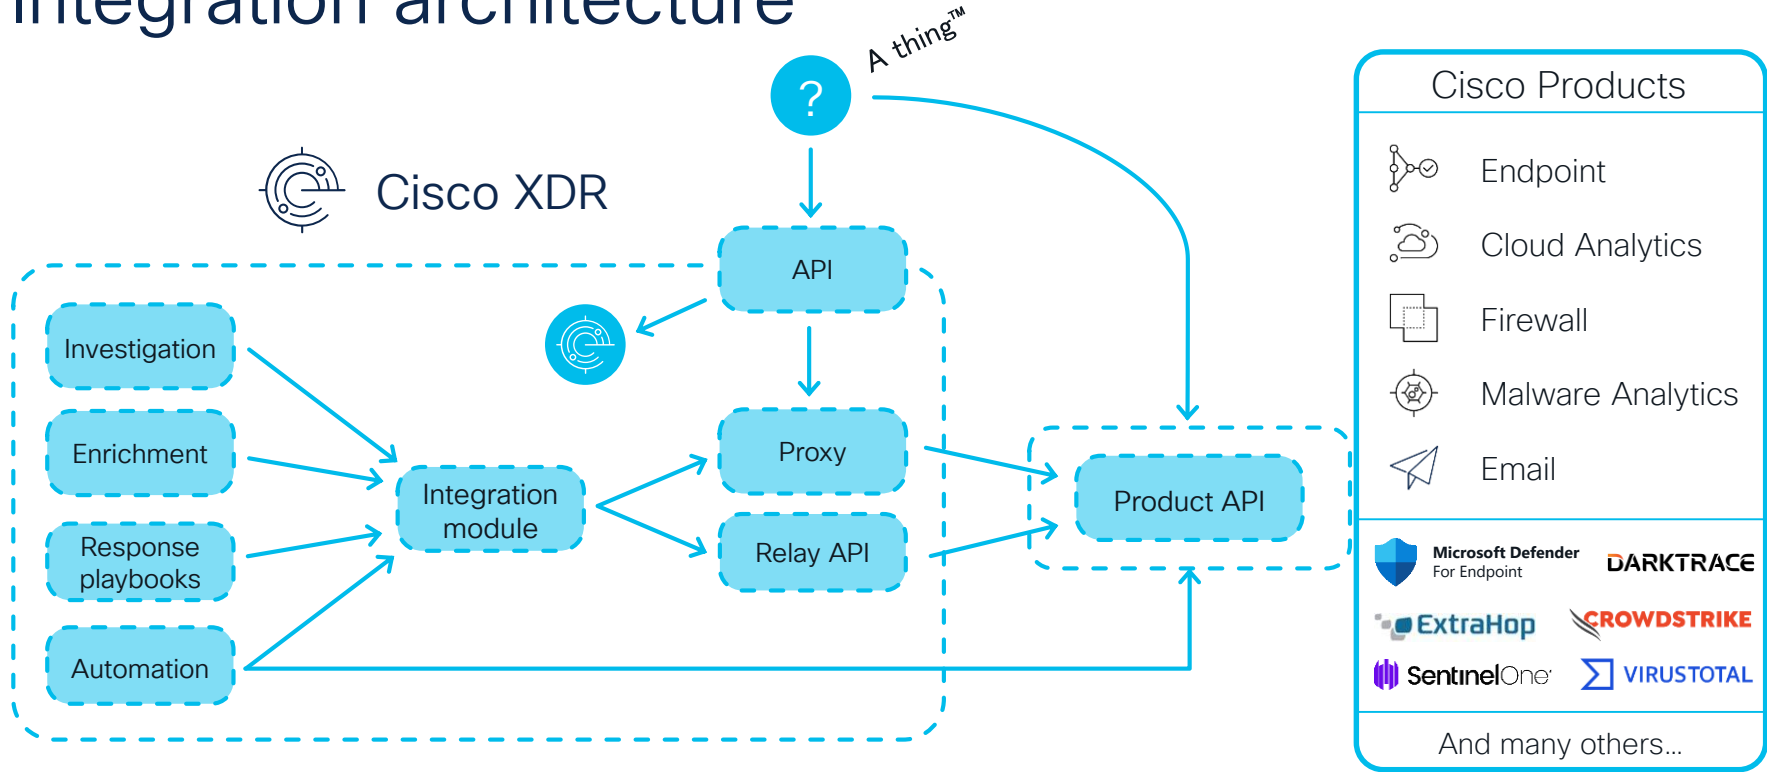 Integration architecture
A thing™
?
Cisco XDR
API
Investigation
Enrichment
Response
playbooks
Automation
Integration
module
Proxy
Relay API
Product API
Cisco Products
Endpoint
Cloud Analytics
Firewall
Malware Analytics
Email
Microsoft Defender
For Endpoint
DARKTRACE
ExtraHop
CROWDSTRIKE
SentinelOne
VIRUSTOTAL
And many others...